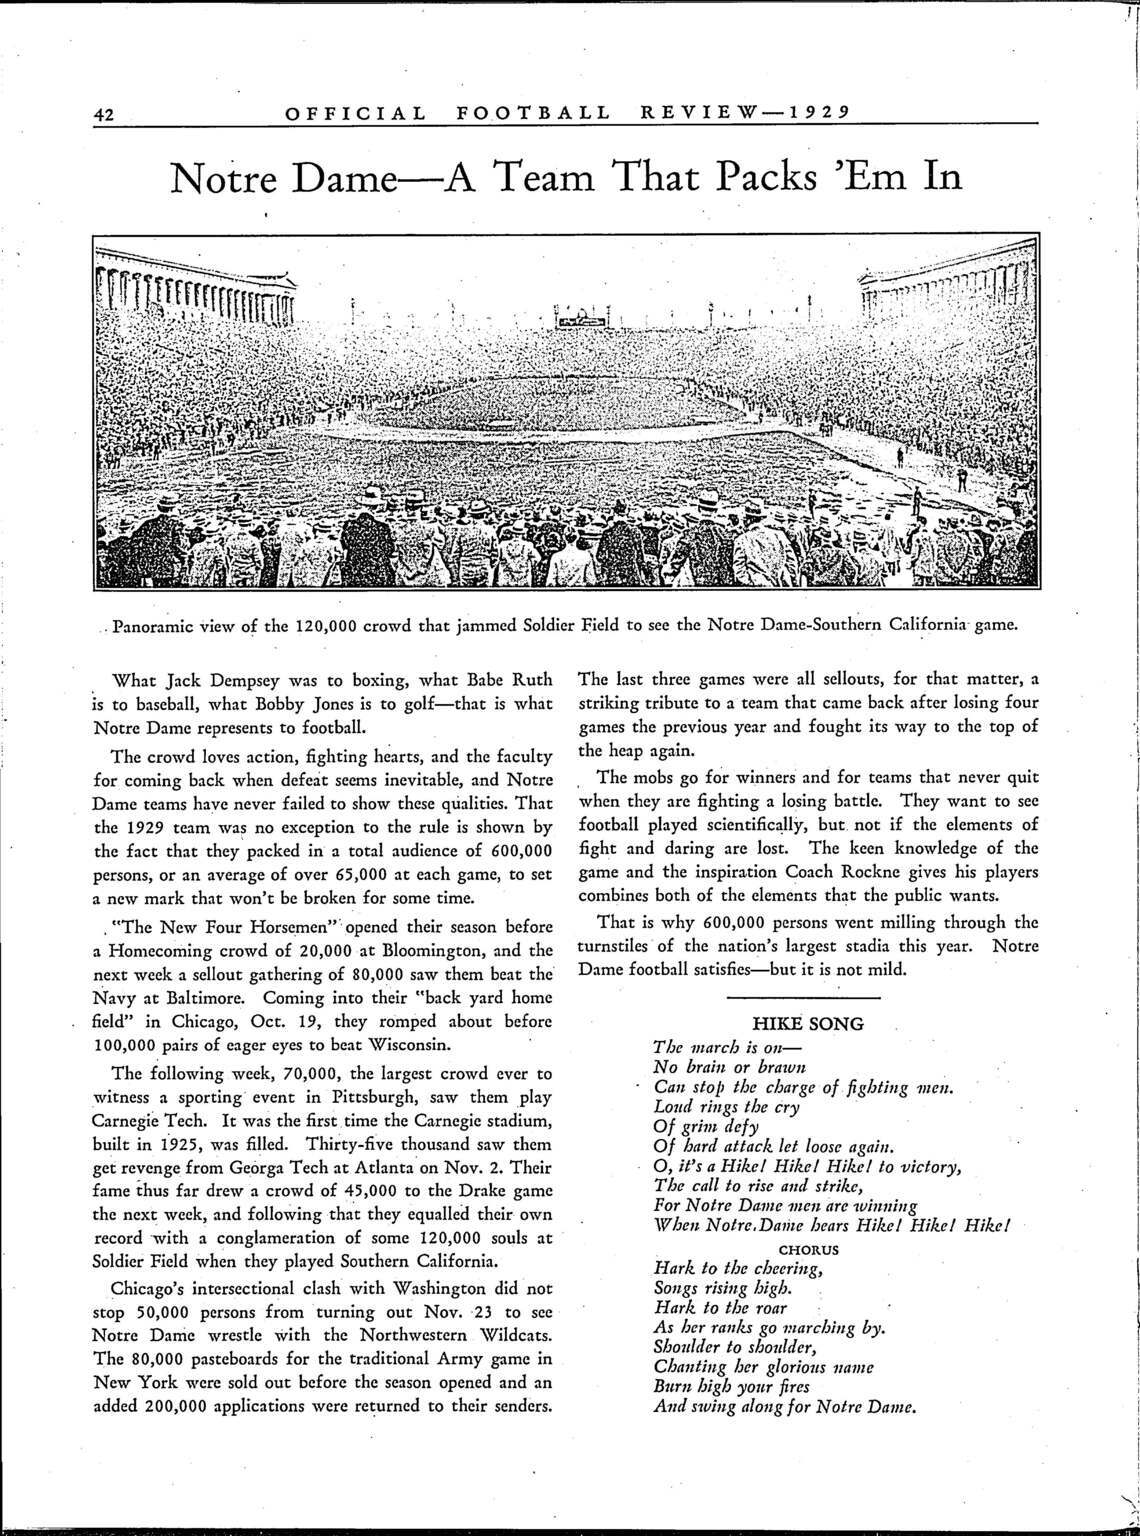 42
OFFICIAL FOOTBALL REVIEW—1929
Notre Dame—A Team That Packs 'Em In
Panoramic view of the 120,000 crowd that jammed Soldier Field to see the Notre Dame-Southern California game.
What Jack Dempsey was to boxing, what Babe Ruth
is to baseball, what Bobby Jones is to golf—that is what
Notre Dame represents to football.
The crowd loves action, fighting hearts, and the faculty
for coming back when defeat seems inevitable, and Notre
Dame teams have never failed to show these qualities. That
the 1929 team was no exception to the rule is shown by
the fact that they packed in a total audience of 600,000
persons, or an average of over 65,000 at each game, to set
a new mark that won't be broken for some time.
"The New Four Horsemen" opened their season before
a Homecoming crowd of 20,000 at Bloomington, and the
next week a sellout gathering of 80,000 saw them beat the
Navy at Baltimore. Coming into their "back yard home
field" in Chicago, Oct. 19, they romped about before
100,000 pairs of eager eyes to beat Wisconsin.
The following week, 70,000, the largest crowd ever to
witness a sporting event in Pittsburgh, saw them play
Carnegie Tech. It was the first time the Carnegie stadium,
built in 1925, was filled. Thirty-five thousand saw them
get revenge from Georga Tech at Atlanta on Nov. 2. Their
fame thus far drew a crowd of 45,000 to the Drake game
the next week, and following that they equalled their own
record with a conglameration of some 120,000 souls at
Soldier Field when they played Southern California.
Chicago's intersectional clash with Washington did not
stop 50,000 persons from turning out Nov. 23 to see
Notre Dame wrestle with the Northwestern Wildcats.
The 80,000 pasteboards for the traditional Army game in
New York were sold out before the season opened and an
added 200,000 applications were returned to their senders.
The last three games were all sellouts, for that matter, a
striking tribute to a team that came back after losing four
games the previous year and fought its way to the top of
the heap again.
The mobs go for winners and for teams that never quit
when they are fighting a losing battle. They want to see
football played scientifically, but not if the elements of
fight and daring are lost. The keen knowledge of the
game and the inspiration Coach Rockne gives his players
combines both of the elements that the public wants.
That is why 600,000 persons went milling through the
turnstiles of the nation's largest stadia this year. Notre
Dame football satisfies—but it is not mild.
HIKE SONG
The march is on—
No brain or brawn
Can stop the charge of fighting men.
Loud rings the cry
Of grim defy
Of hard attack let loose again.
O, it's a Hike! Hike! Hike! to victory,
The call to rise and strike,
For Notre Dame men are winning
When Notre Dame hears Hike! Hike! Hike!
CHORUS
Hark to the cheering,
Songs rising high.
Hark to the roar
As her ranks go marching by.
Shoulder to shoulder,
Chanting her glorious name
Burn high your fires
And swing along for Notre Dame.